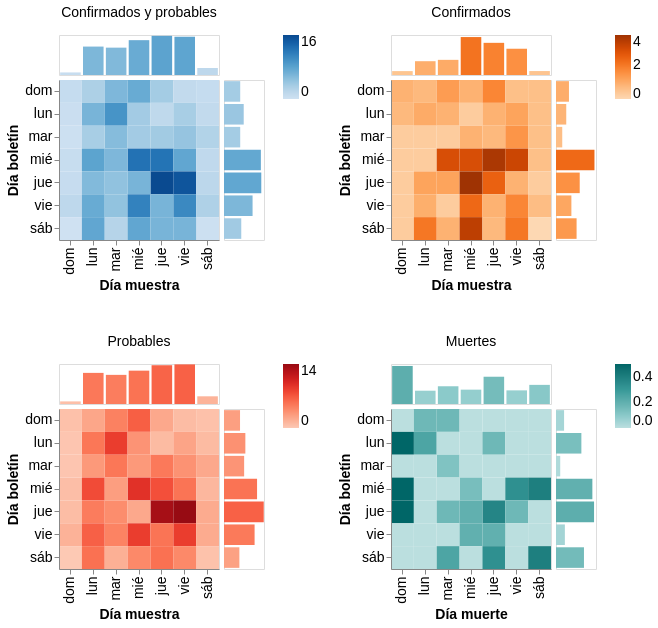 Confirmados y probables
Día boletín
dom
lun
mar
mié
jue
vie
sáb
dom
lun
mar
mié
jue
vie
sáb
Día muestra
16
0
Confirmados
Día boletín
dom
lun
mar
mié
jue
vie
sáb
dom
lun
mar
mié
jue
vie
sáb
Día muestra
4
2
0
Probables
Día boletín
dom
lun
mar
mié
jue
vie
sáb
dom
lun
mar
mié
jue
vie
sáb
Día muestra
14
0
Muertes
Día boletín
dom
lun
mar
mié
jue
vie
sáb
dom
lun
mar
mié
jue
vie
sáb
Día muerte
0.4
0.2
0.0